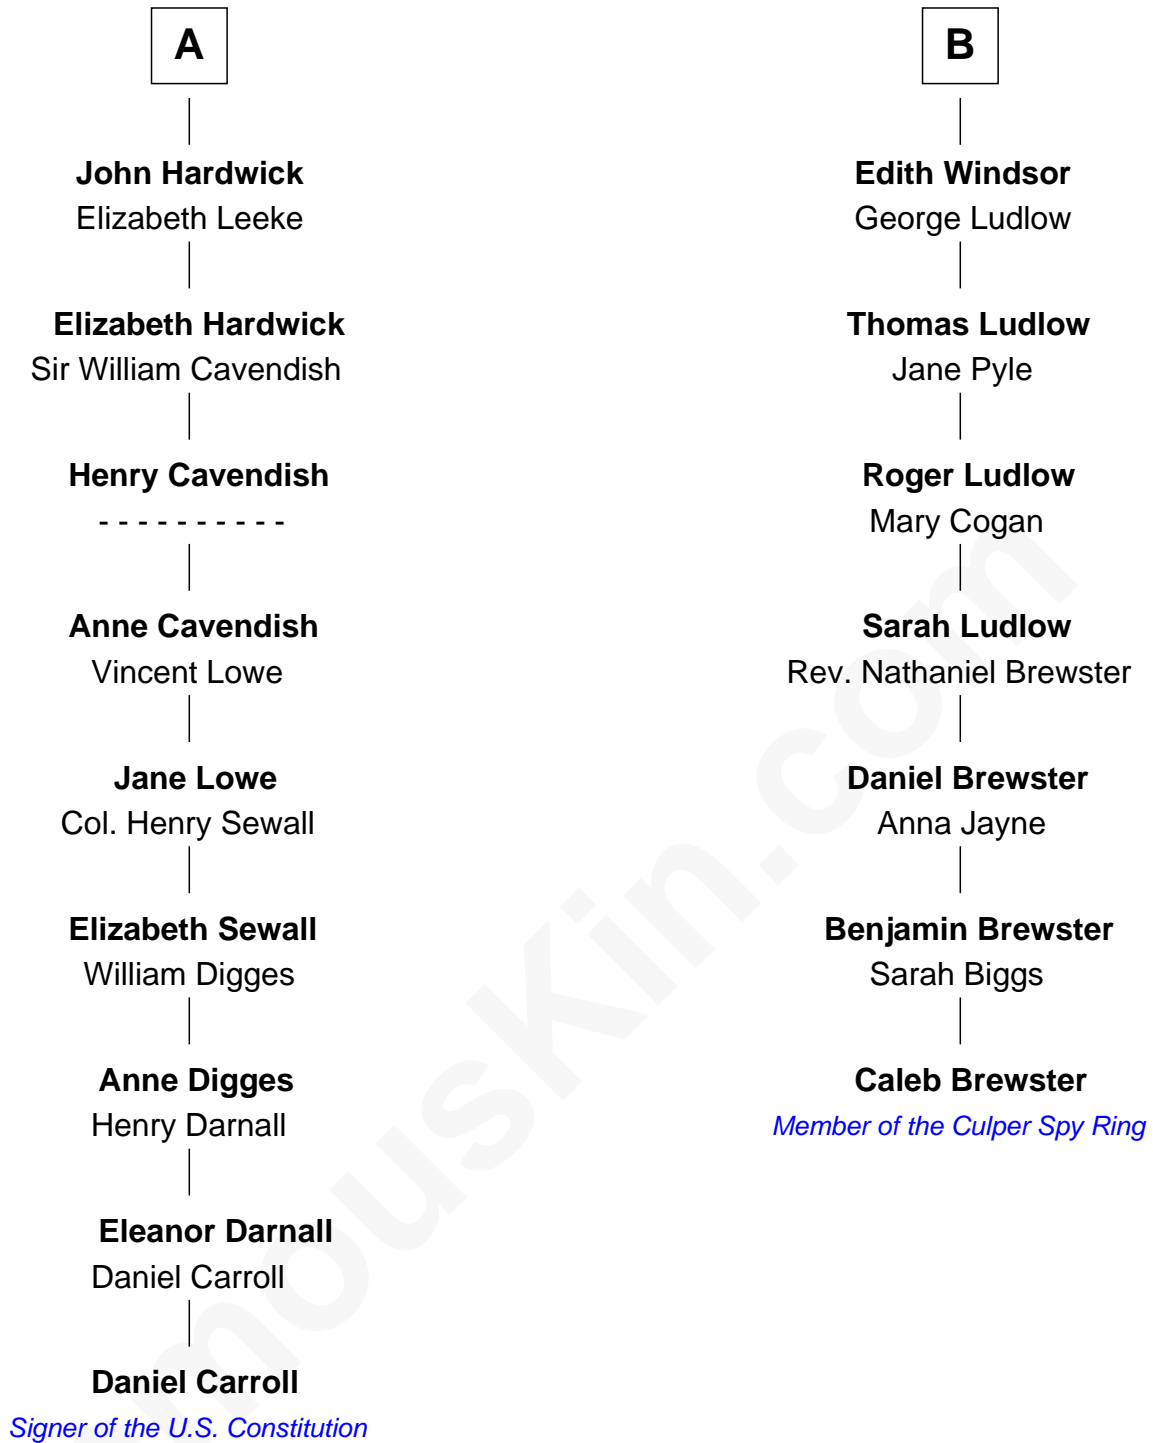 A
John Hardwick
Elizabeth Leeke
Elizabeth Hardwick
Sir William Cavendish
Henry Cavendish
- - - - - - - - - -
Anne Cavendish
Vincent Lowe
Jane Lowe
Col. Henry Sewall
Elizabeth Sewall
William Digges
Anne Digges
Henry Darnall
Eleanor Darnall
Daniel Carroll
Daniel Carroll
Signer of the U.S. Constitution
B
Edith Windsor
George Ludlow
Thomas Ludlow
Jane Pyle
Roger Ludlow
Mary Cogan
Sarah Ludlow
Rev. Nathaniel Brewster
Daniel Brewster
Anna Jayne
Benjamin Brewster
Sarah Biggs
Caleb Brewster
Member of the Culper Spy Ring
mousKin.com